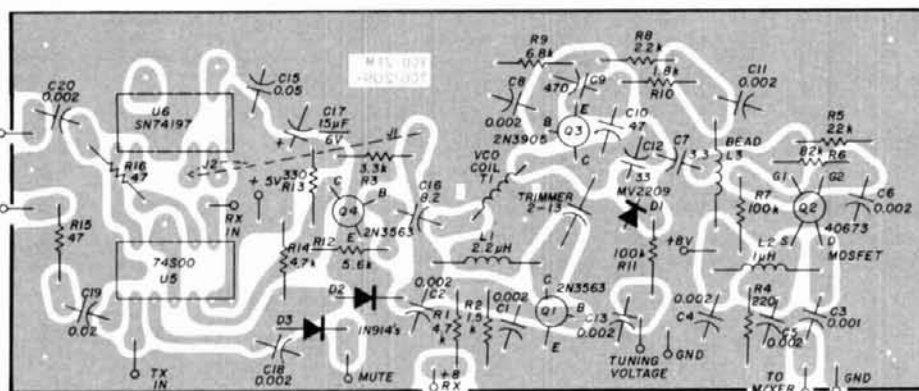 R9
6.8k
R8
2.2k
1.8k
R10
C8
0.002
C9
470
C11
0.002
C20
0.002
U6
SN74197
C15
0.05
C17
15μF
6V
J1
J2
R16
47
+ 5V
330
R13
3.3k
R3
C16
8.2
VCO
COIL
T1
E
B
Q3
C
2N3905
C10
47
C12
33
C7
3.3
BEAD
L3
R5
22k
82k
R6
G1
G2
Q2
S
D
40673
MOSFET
C6
0.002
MV2209
D1
TRIMMER
2-13
R7
100k
R15
47
RX
IN
C
B
Q4
E
2N3563
R12
5.6k
R14
4.7k
L1
2.2μH
100k
R11
+8V
L2
1μH
74S00
U5
C19
0.02
D2
D3
IN914's
C2
0.002
R1
4.7
k
R2
1.5
k
0.002
C1
C
2N3563
Q1
B
E
C13
0.002
0.002
C4
R4
220
C5
0.002
C3
0.001
C18
0.002
TX
IN
MUTE
+8
RX
TUNING
VOLTAGE
GND
TO
MIXER
GND